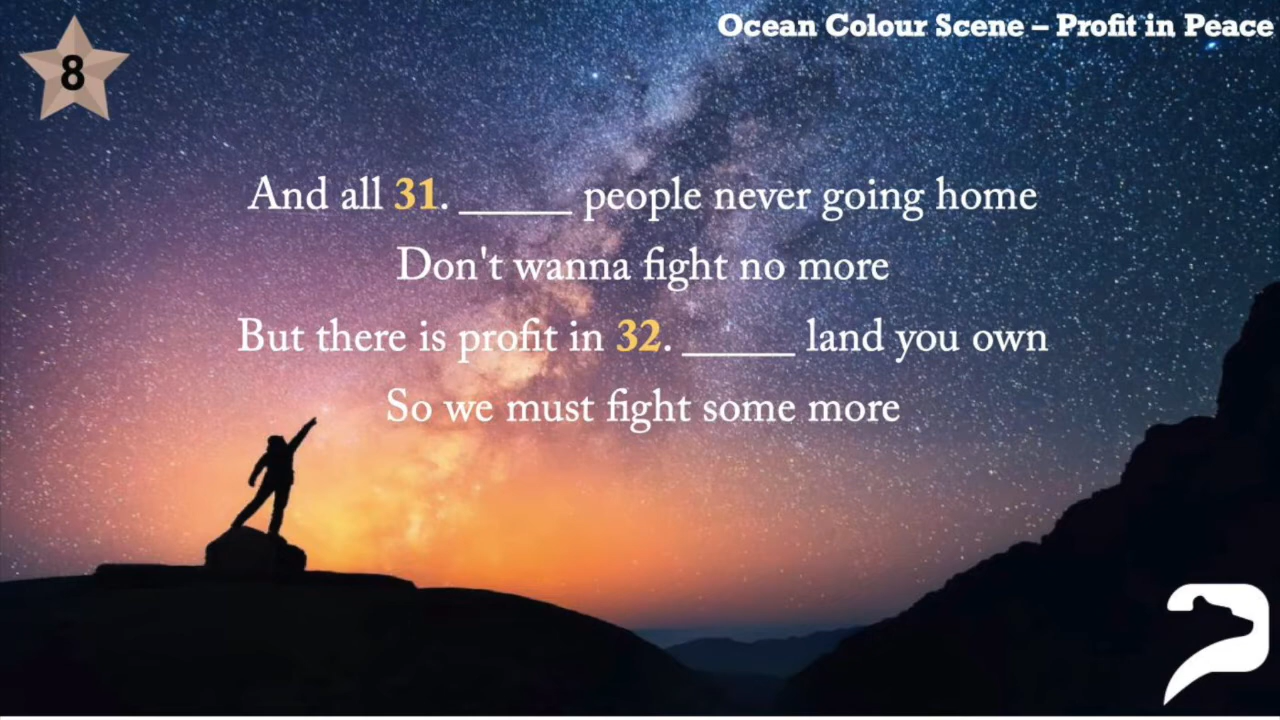 Ocean Colour Scene – Profit in Peace
8
And all 31. _____ people never going home
Don't wanna fight no more
But there is profit in 32. _____ land you own
So we must fight some more